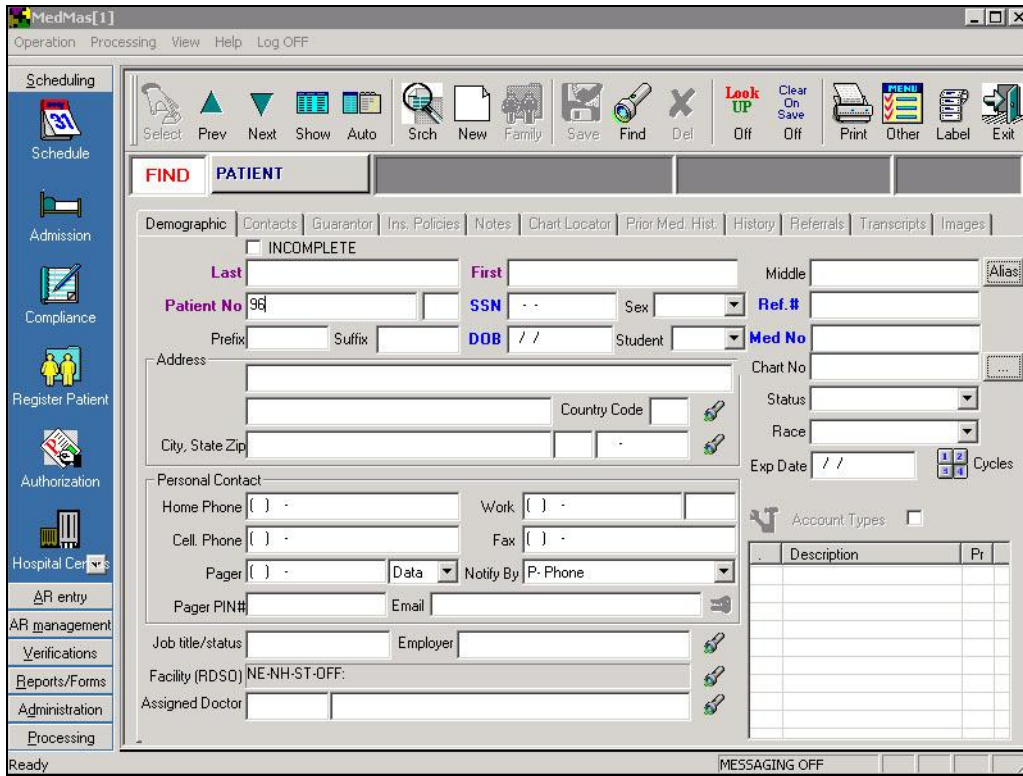 MedMas[1]
Operation Processing View Help Log OFF
Scheduling
Schedule
Admission
Compliance
Register Patient
Authorization
AR entry
AR management
Verifications
Reports/Forms
Administration
Processing
Select Prev Next Show Auto Srch New Family Save Find Del Look UP Off Clear On Save Off MENU Print Other Label Exit
FIND PATIENT
Demographic Contacts Guarantor Ins. Policies Notes Chart Locator Prior Med. Hist. History Referrals Transcripts Images
INCOMPLETE
Last First Middle Alias
Patient No 96 SSN - - Sex Ref.#
Prefix Suffix DOB / / Student Med No
Address Chart No ...
Country Code Status
City, State Zip - Race
Exp Date / / 1 2 3 4 Cycles
Personal Contact
Home Phone ( ) - Work ( ) -
Cell. Phone ( ) - Fax ( ) - Account Types
Pager ( ) - Data Notify By P- Phone . Description Pr
Pager PIN# Email
Job title/status Employer
Facility (RDSO) NE-NH-ST-OFF:
Assigned Doctor
Ready MESSAGING OFF